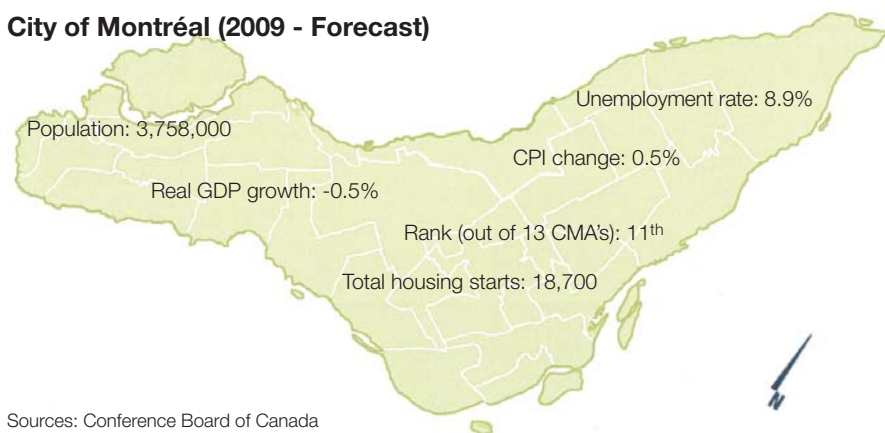 City of Montréal (2009 - Forecast)
Unemployment rate: 8.9%
Population: 3,758,000
CPI change: 0.5%
Real GDP growth: -0.5%
Rank (out of 13 CMA's): 11th
Total housing starts: 18,700
N
Sources: Conference Board of Canada